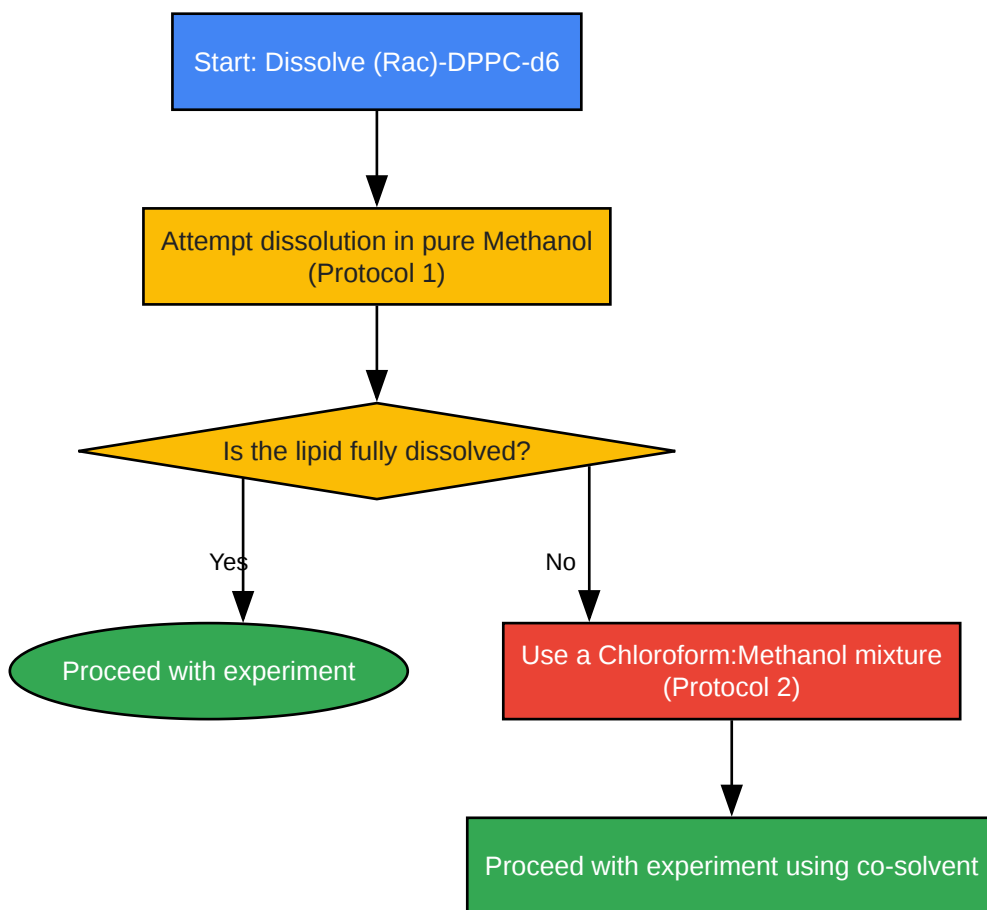 Start: Dissolve (Rac)-DPPC-d6
Attempt dissolution in pure Methanol
(Protocol 1)
Is the lipid fully dissolved?
Yes
No
Proceed with experiment
Use a Chloroform:Methanol mixture
(Protocol 2)
Proceed with experiment using co-solvent